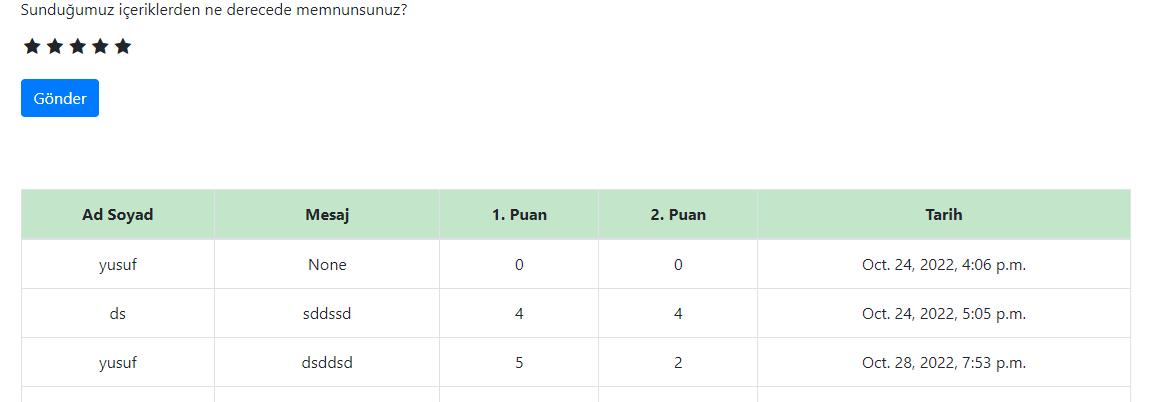 Sunduğumuz içeriklerden ne derecede memnunsunuz?
Gönder
Ad Soyad Mesaj 1. Puan 2. Puan Tarih
yusuf None 0 0 Oct. 24, 2022, 4:06 p.m.
ds sddssd 4 4 Oct. 24, 2022, 5:05 p.m.
yusuf dsddsd 5 2 Oct. 28, 2022, 7:53 p.m.